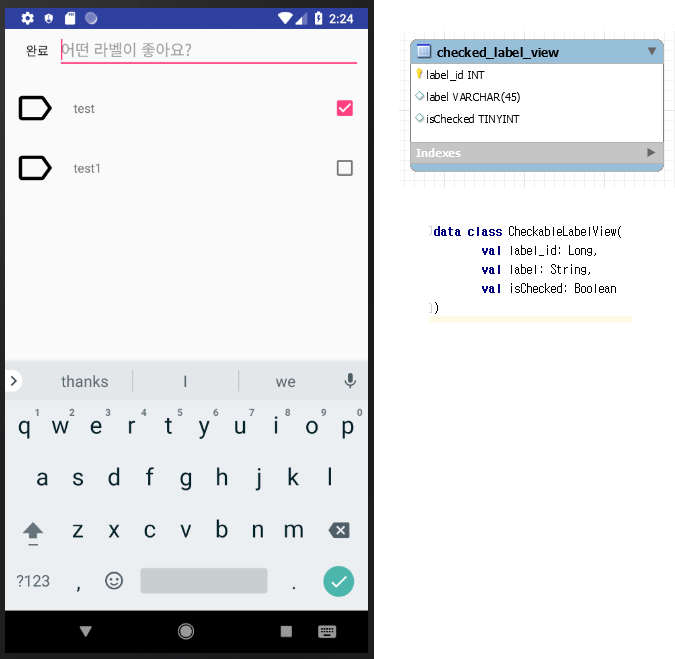 2:24
완료
어떤 라벨이 좋아요?
test
test1
thanks
I
we
q 1 w 2 e 3 r 4 t 5 y 6 u 7 i 8 o 9 p 0
a s d f g h j k l
z x c v b n m
?123 , .
checked_label_view
label_id INT
label VARCHAR(45)
isChecked TINYINT
Indexes
data class CheckableLabelView(
val label_id: Long,
val label: String,
val isChecked: Boolean
)